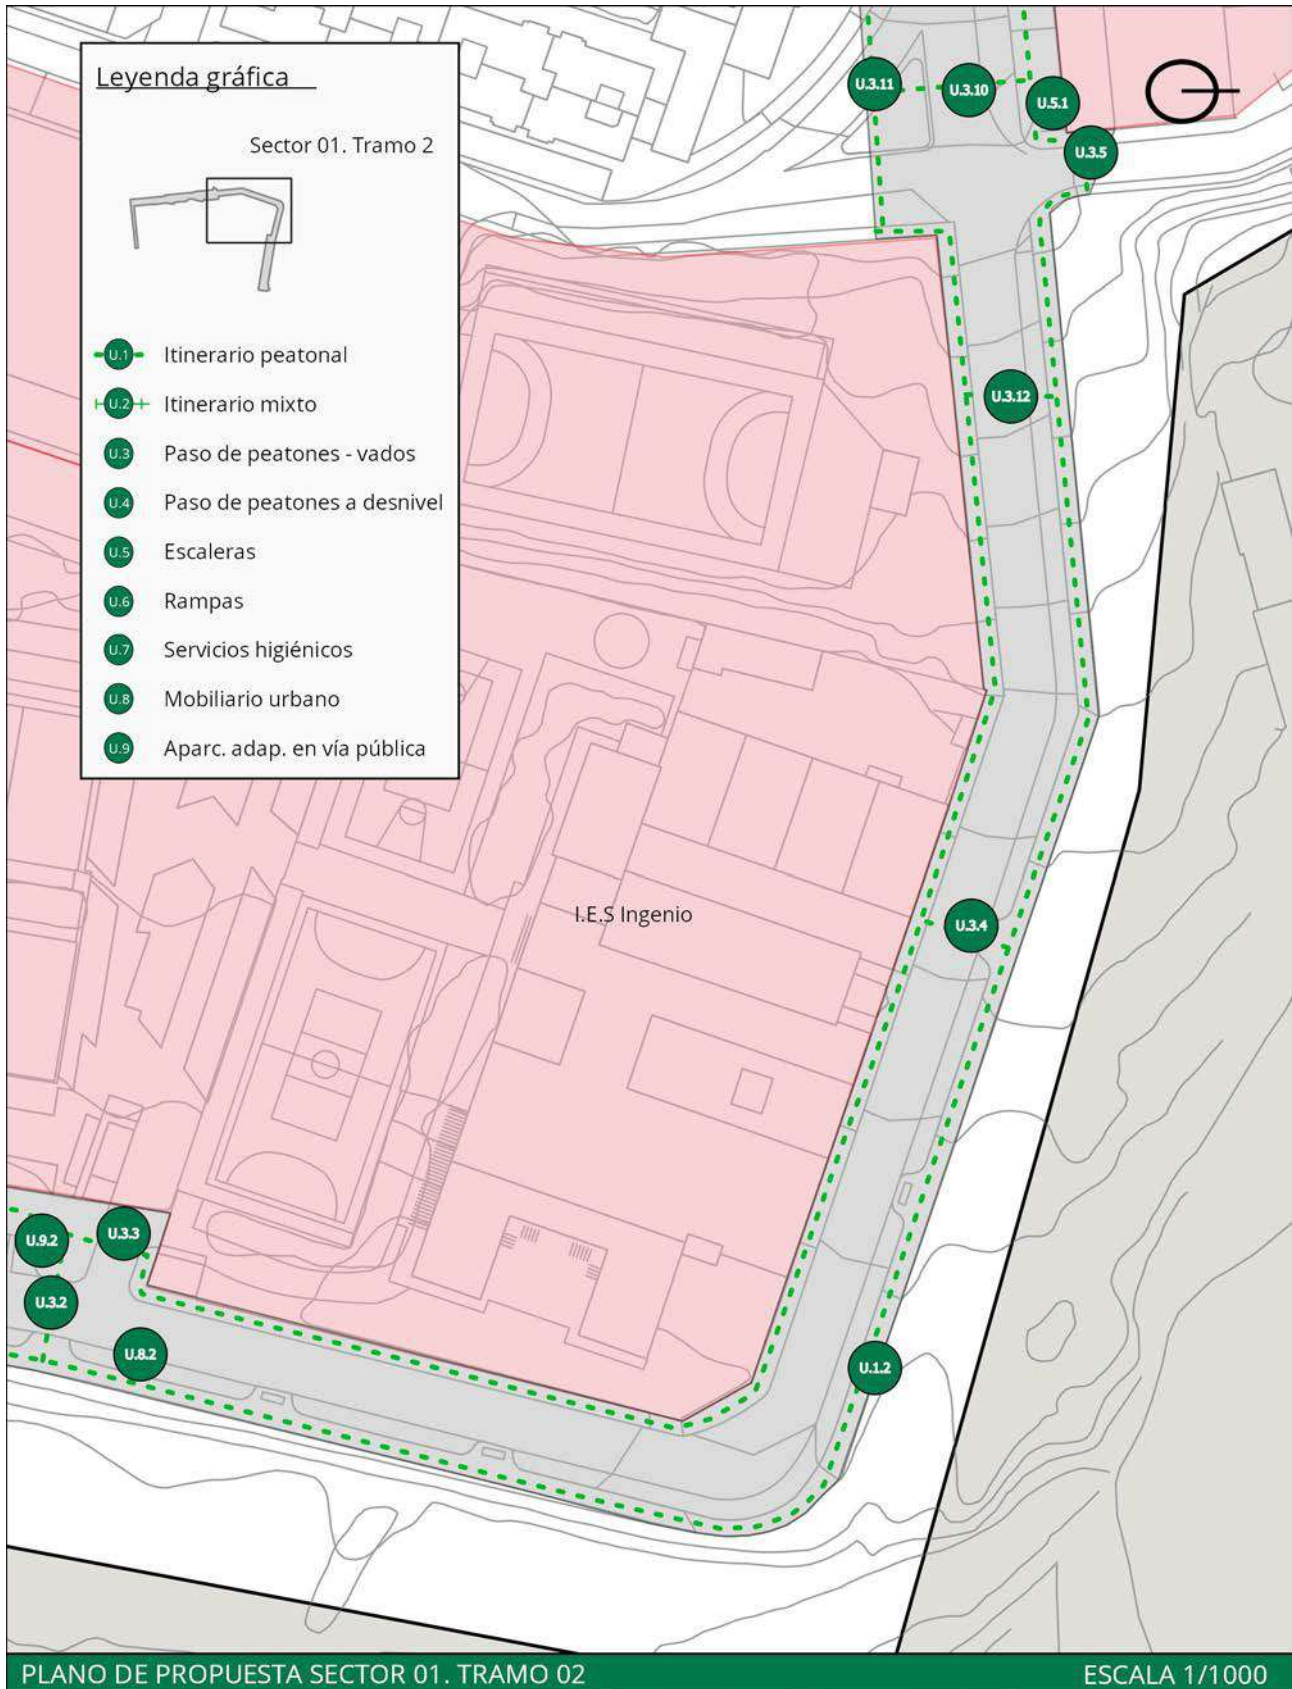 Leyenda gráfica
Sector 01. Tramo 2
U.1 Itinerario peatonal
U.2 Itinerario mixto
U.3 Paso de peatones - vados
U.4 Paso de peatones a desnivel
U.5 Escaleras
U.6 Rampas
U.7 Servicios higiénicos
U.8 Mobiliario urbano
U.9 Aparc. adap. en vía pública
U.3.11
U.3.10
U.5.1
U.3.5
U.3.12
I.E.S Ingenio
U.3.4
U.9.2
U.3.3
U.3.2
U.8.2
U.1.2
PLANO DE PROPUESTA SECTOR 01. TRAMO 02
ESCALA 1/1000